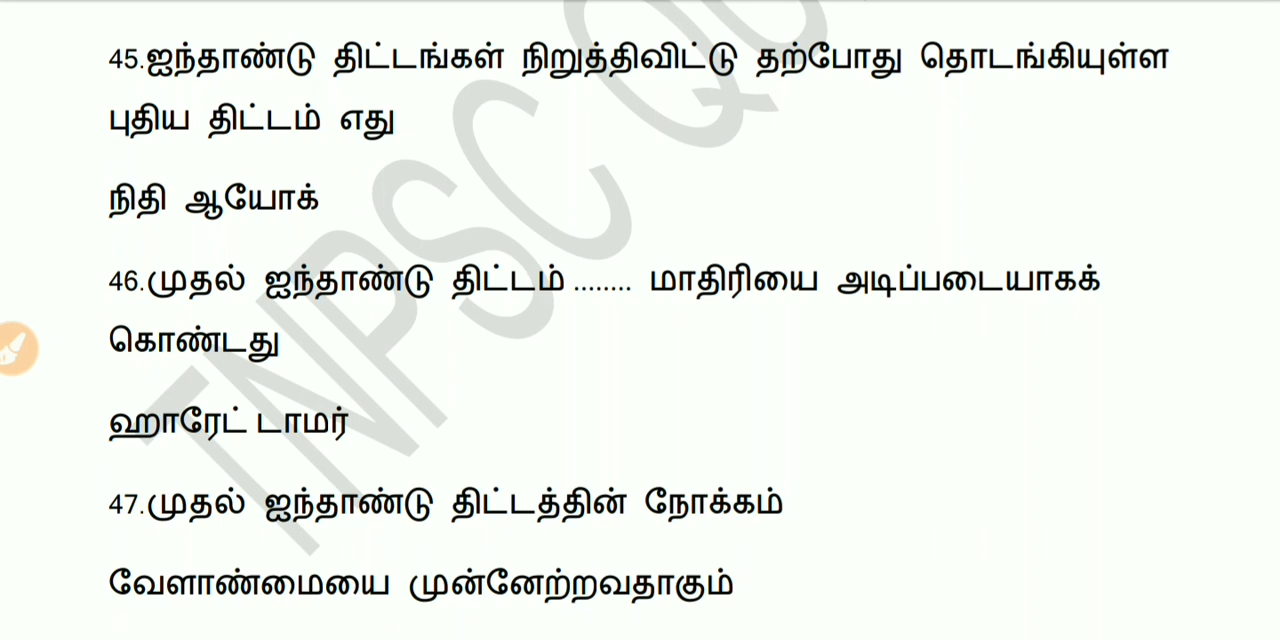 45.ஐந்தாண்டு திட்டங்கள் நிறுத்திவிட்டு தற்போது தொடங்கியுள்ள
புதிய திட்டம் எது
நிதி ஆயோக்
46.முதல் ஐந்தாண்டு திட்டம் ........ மாதிரியை அடிப்படையாகக்
கொண்டது
ஹாரேட் டாமர்
47.முதல் ஐந்தாண்டு திட்டத்தின் நோக்கம்
வேளாண்மையை முன்னேற்றவதாகும்
TNPSC